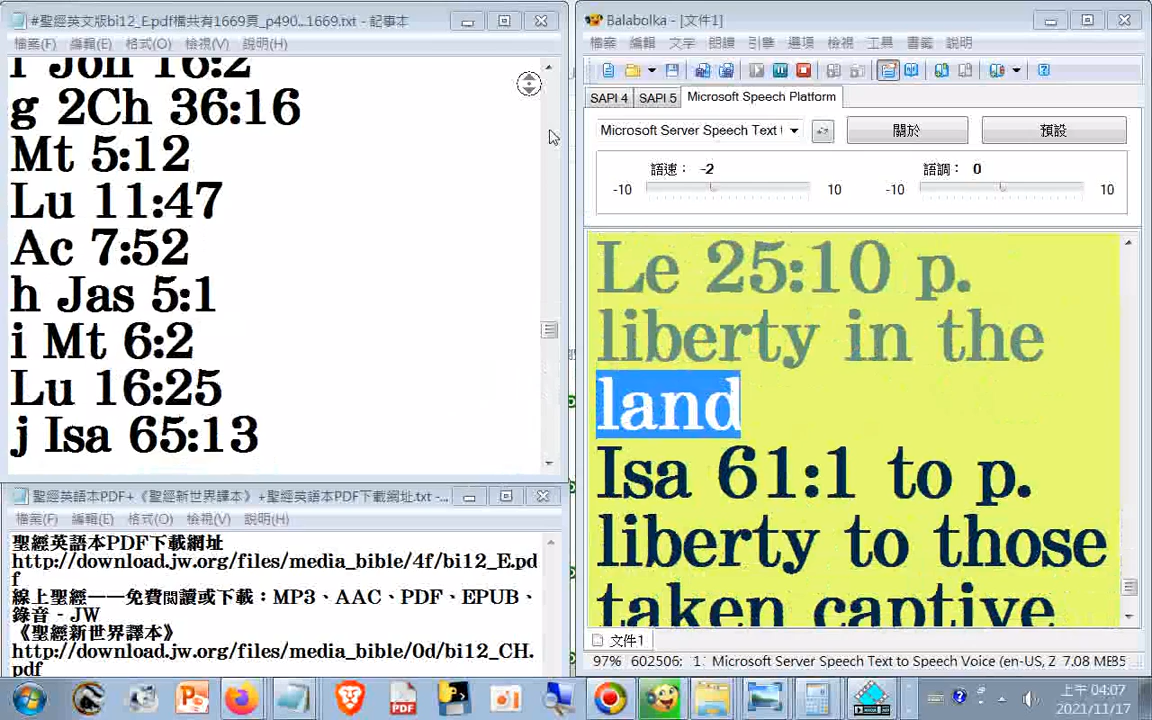 #聖經英文版bi12_E.pdf橫共有1669頁_p490...1669.txt - 記事本
檔案(F) 編輯(E) 格式(O) 檢視(V) 說明(H)
f Joh 16:2
g 2Ch 36:16
Mt 5:12
Lu 11:47
Ac 7:52
h Jas 5:1
i Mt 6:2
Lu 16:25
j Isa 65:13
聖經英語本PDF+《聖經新世界譯本》+聖經英語本PDF下載網址.txt -...
檔案(F) 編輯(E) 格式(O) 檢視(V) 說明(H)
聖經英語本PDF下載網址
http://download.jw.org/files/media_bible/4f/bi12_E.pd
f
線上聖經——免費閱讀或下載：MP3、AAC、PDF、EPUB、
錄音 - JW
《聖經新世界譯本》
http://download.jw.org/files/media_bible/0d/bi12_CH.
pdf
Balabolka - [文件1]
檔案 編輯 文字 朗讀 引擎 選項 檢視 工具 書籤 說明
SAPI 4 SAPI 5 Microsoft Speech Platform
Microsoft Server Speech Text 關於 預設
語速： -2 語調： 0
-10 10 -10 10
Le 25:10 p.
liberty in the
land
Isa 61:1 to p.
liberty to those
taken captive
文件1
97% 602506: 1 Microsoft Server Speech Text to Speech Voice (en-US, Z 7.08 MB
上午 04:07
2021/11/17